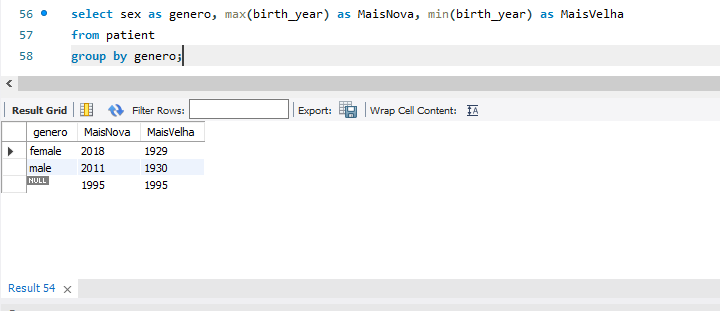 56 select sex as genero, max(birth_year) as MaisNova, min(birth_year) as MaisVelha
57 from patient
58 group by genero;
Result Grid Filter Rows: Export: Wrap Cell Content: IA
genero MaisNova MaisVelha
female 2018 1929
male 2011 1930
NULL 1995 1995
Result 54 ×